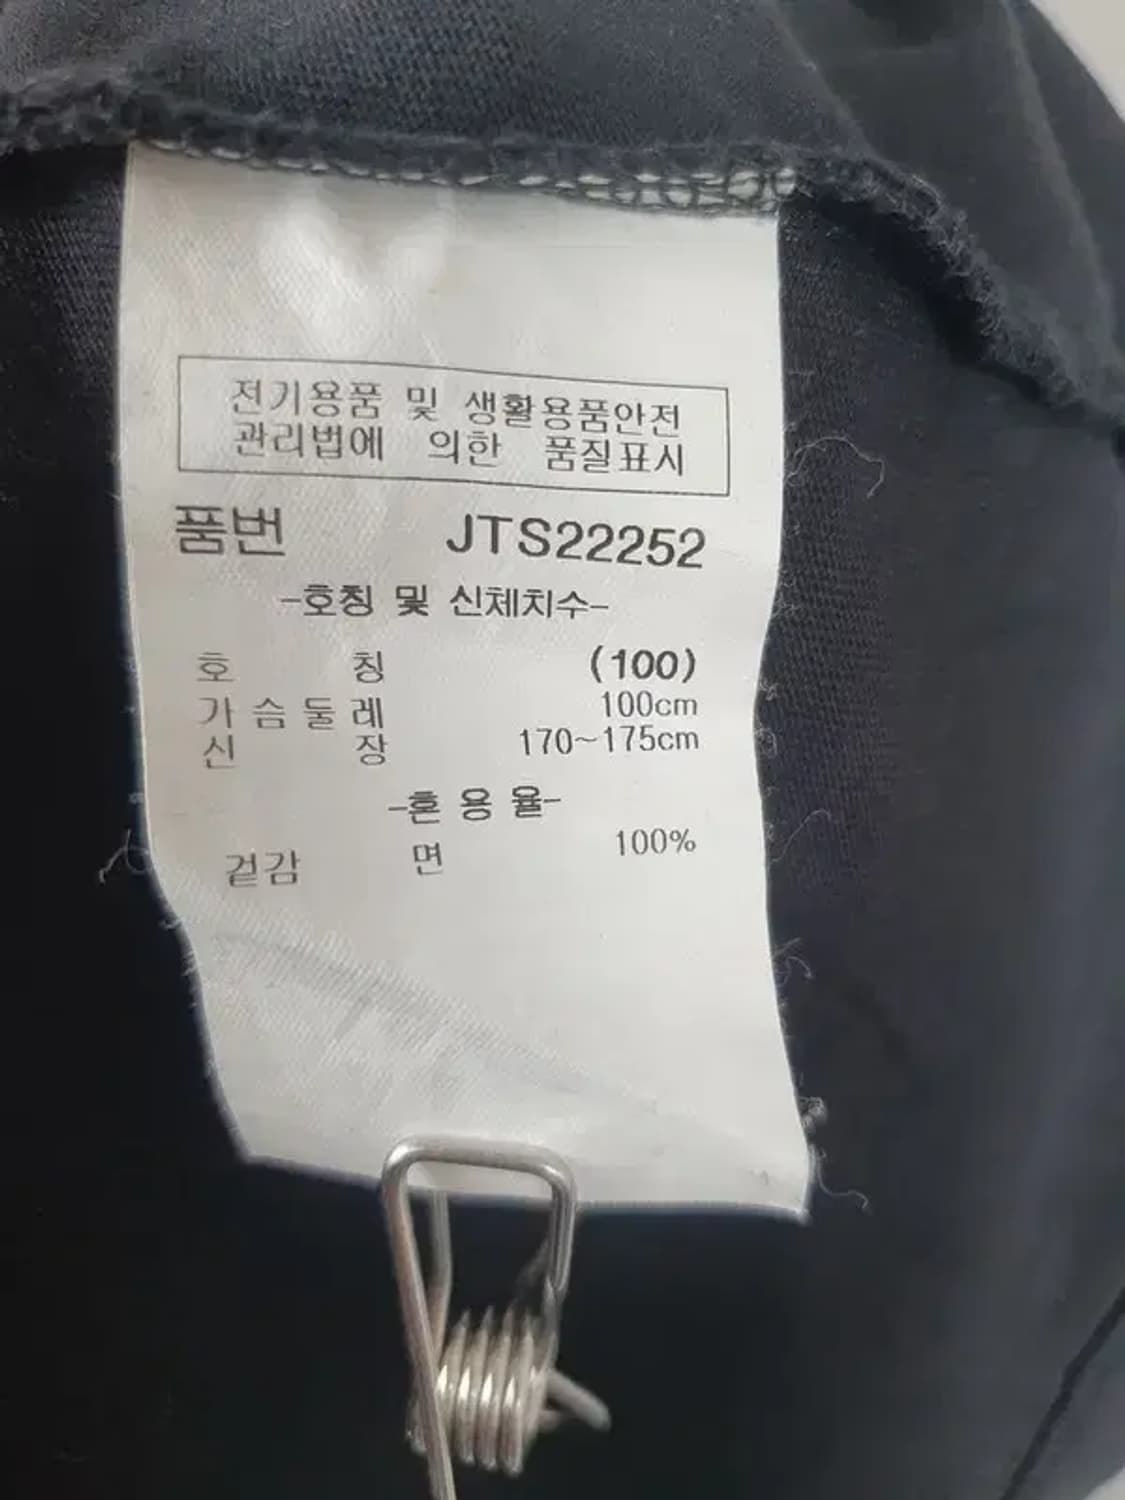 전기용품 및 생활용품안전
관리법에 의한 품질표시
품번 JTS22252
-호칭 및 신체치수-
호 칭 (100)
가 슴 둘 레 100cm
신 장 170~175cm
-혼 용 율-
겉감 면 100%